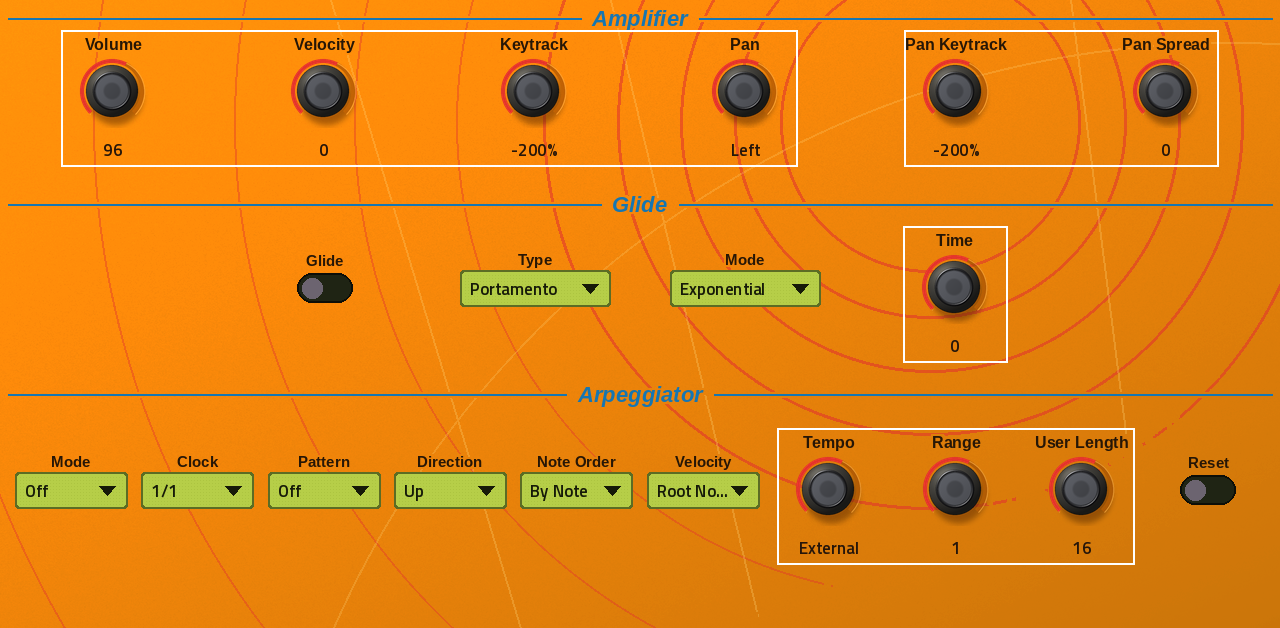 Amplifier
Volume Velocity Keytrack Pan Pan Keytrack Pan Spread
96 0 -200% Left -200% 0
Glide
Glide Type Mode Time
Portamento Exponential
0
Arpeggiator
Mode Clock Pattern Direction Note Order Velocity Tempo Range User Length Reset
Off 1/1 Off Up By Note Root No...
External 1 16